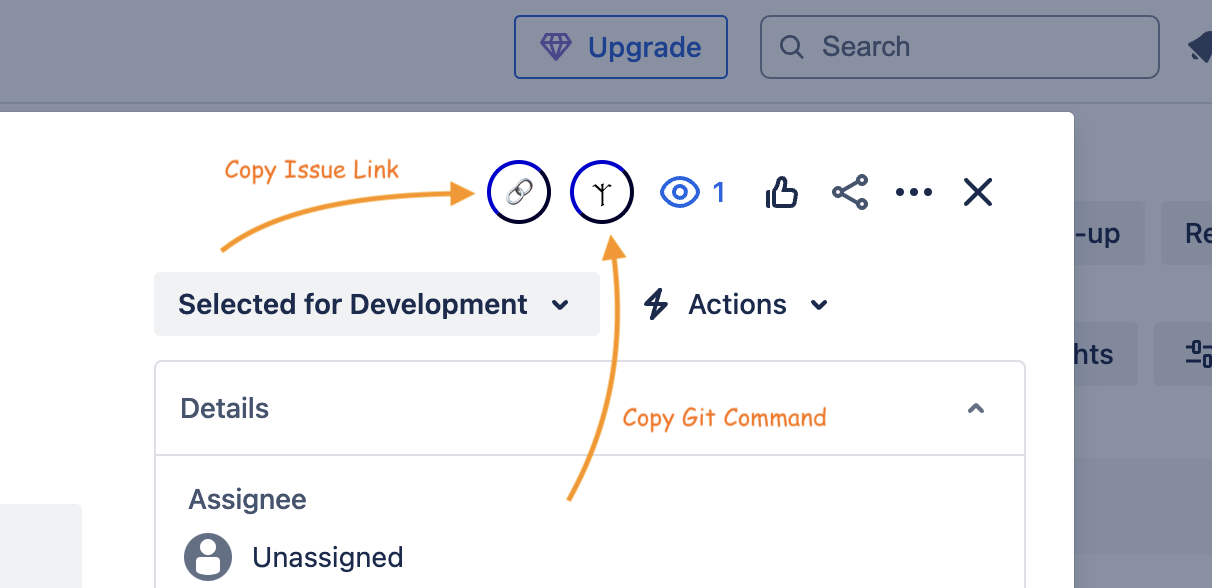 Upgrade
Search
Copy Issue Link
1
-up
Re
Selected for Development
Actions
hts
Details
Copy Git Command
Assignee
Unassigned